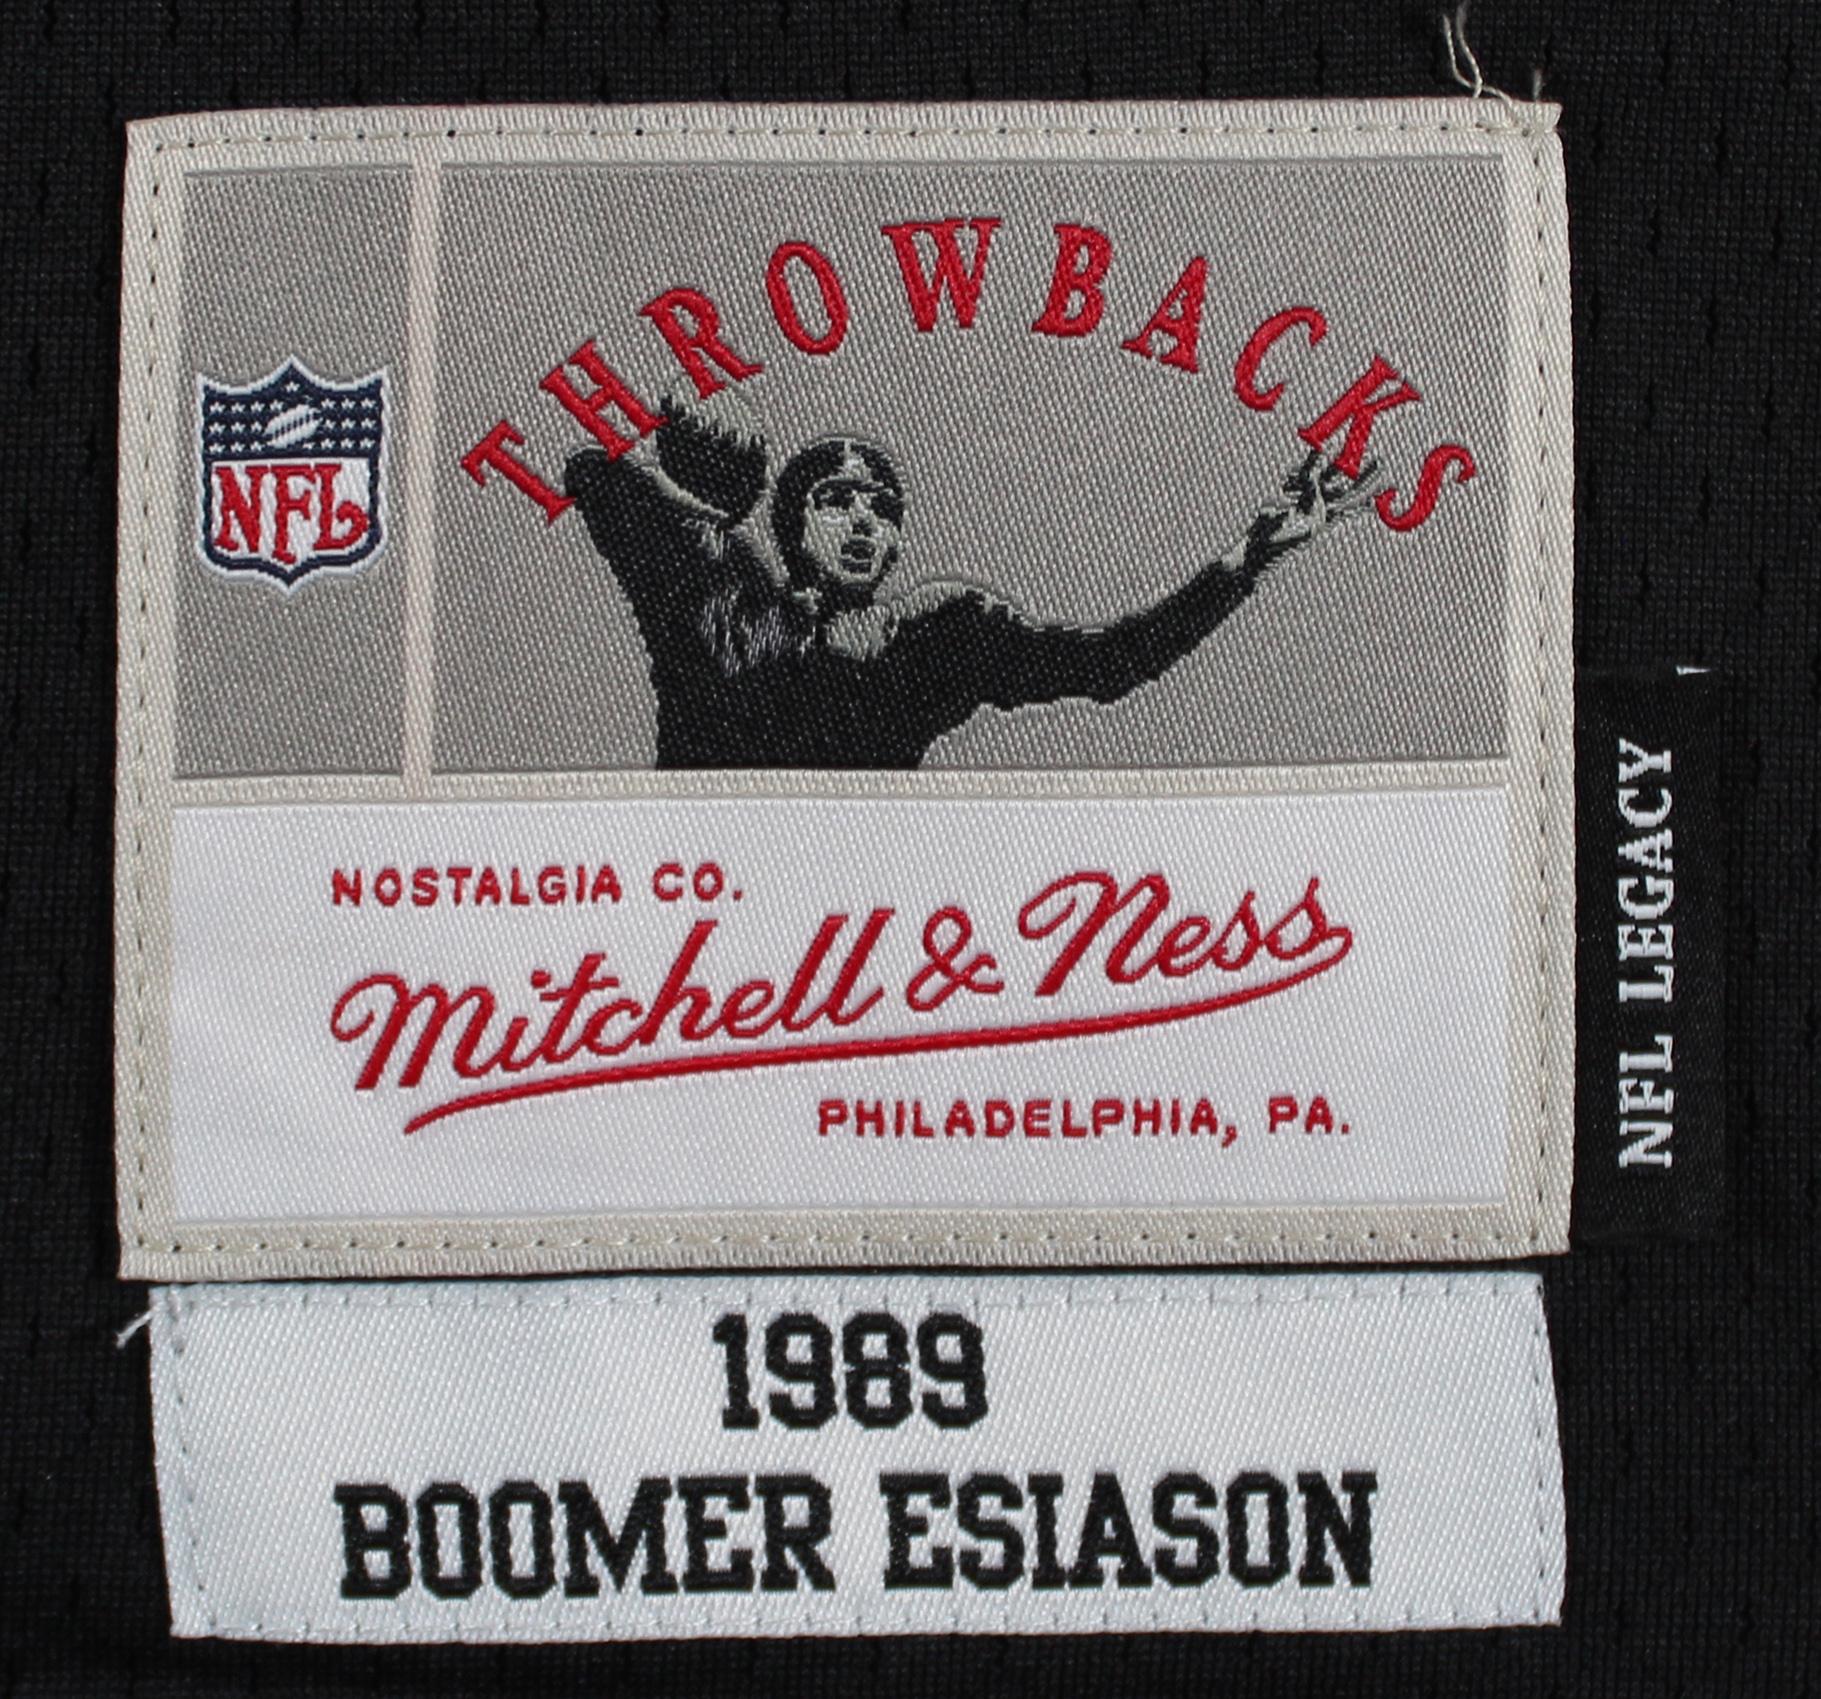 THROWBACKS
NFL
NOSTALGIA CO.
Mitchell & Ness
PHILADELPHIA, PA.
NFL LEGACY
1989
BOOMER ESIASON